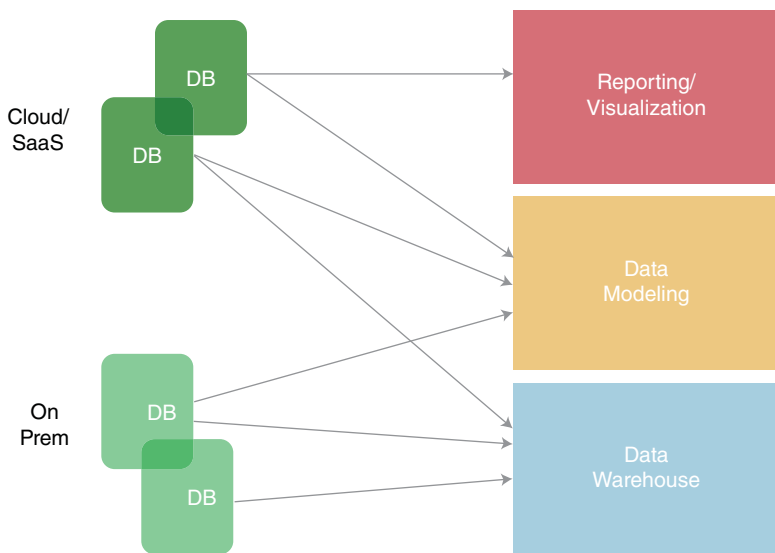 DB
Cloud/
SaaS
DB
Reporting/
Visualization
Data
Modeling
On
Prem
DB
DB
Data
Warehouse